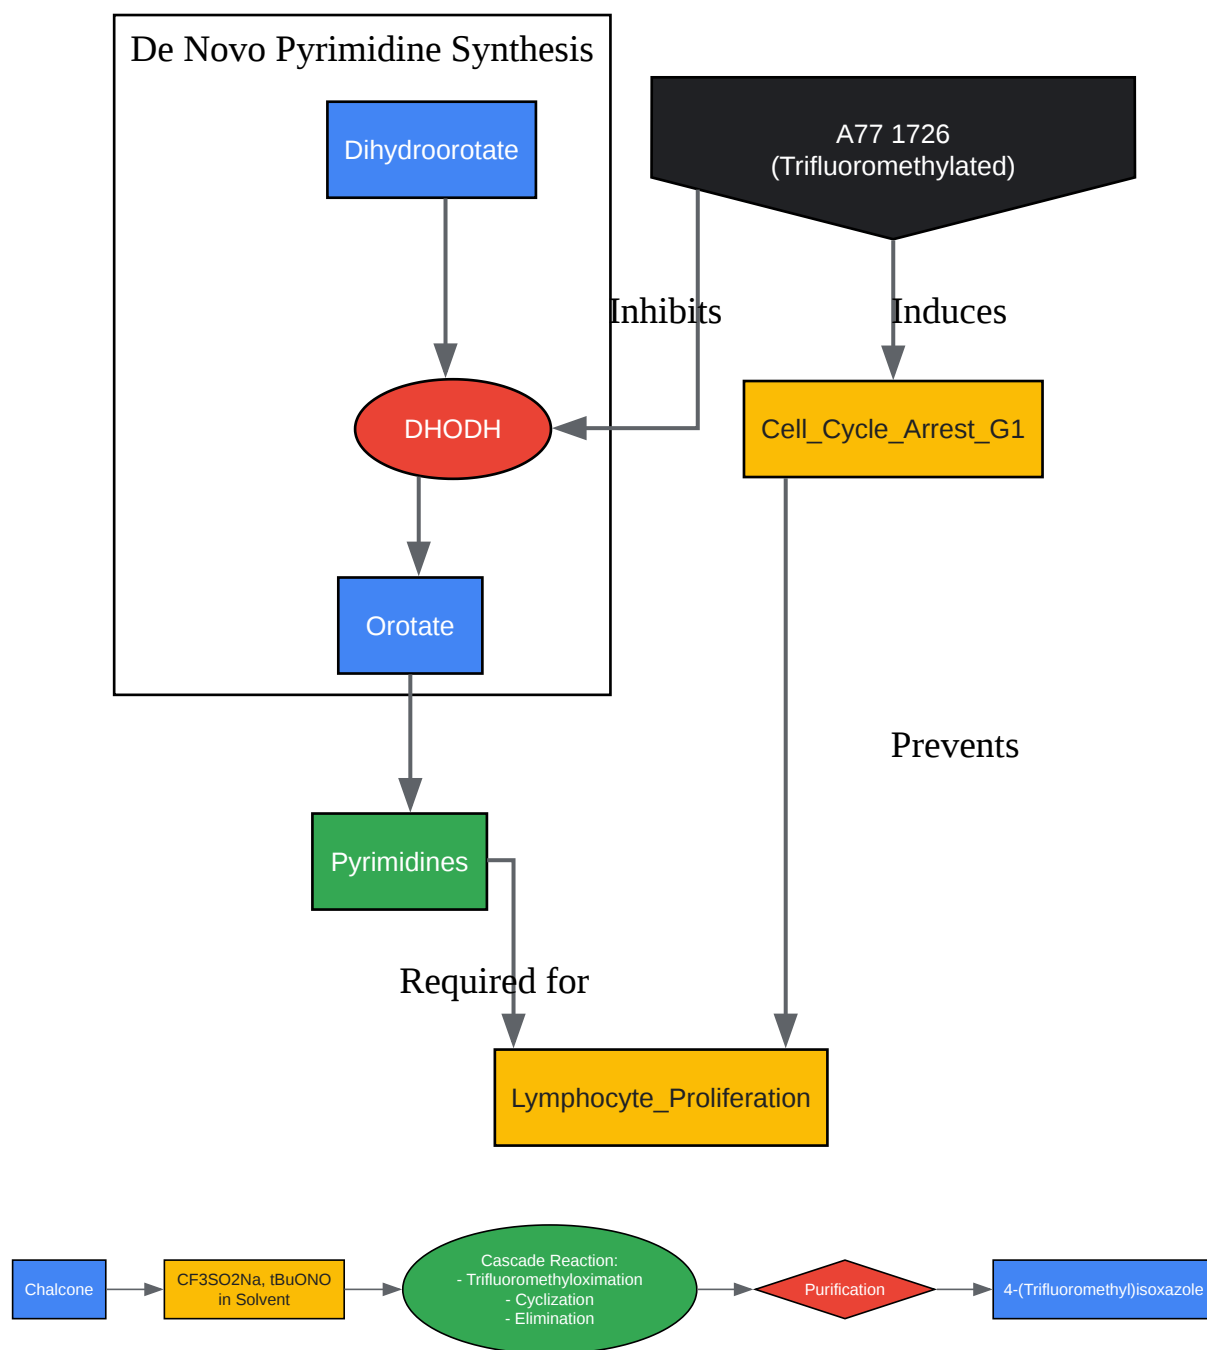 De Novo Pyrimidine Synthesis
Dihydroorotate
A77 1726
(Trifluoromethylated)
Inhibits
Induces
DHODH
Cell_Cycle_Arrest_G1
Orotate
Prevents
Pyrimidines
Required for
Lymphocyte_Proliferation
Chalcone
CF3SO2Na, tBuONO
in Solvent
Cascade Reaction:
- Trifluoromethyloximation
- Cyclization
- Elimination
Purification
4-(Trifluoromethyl)isoxazole